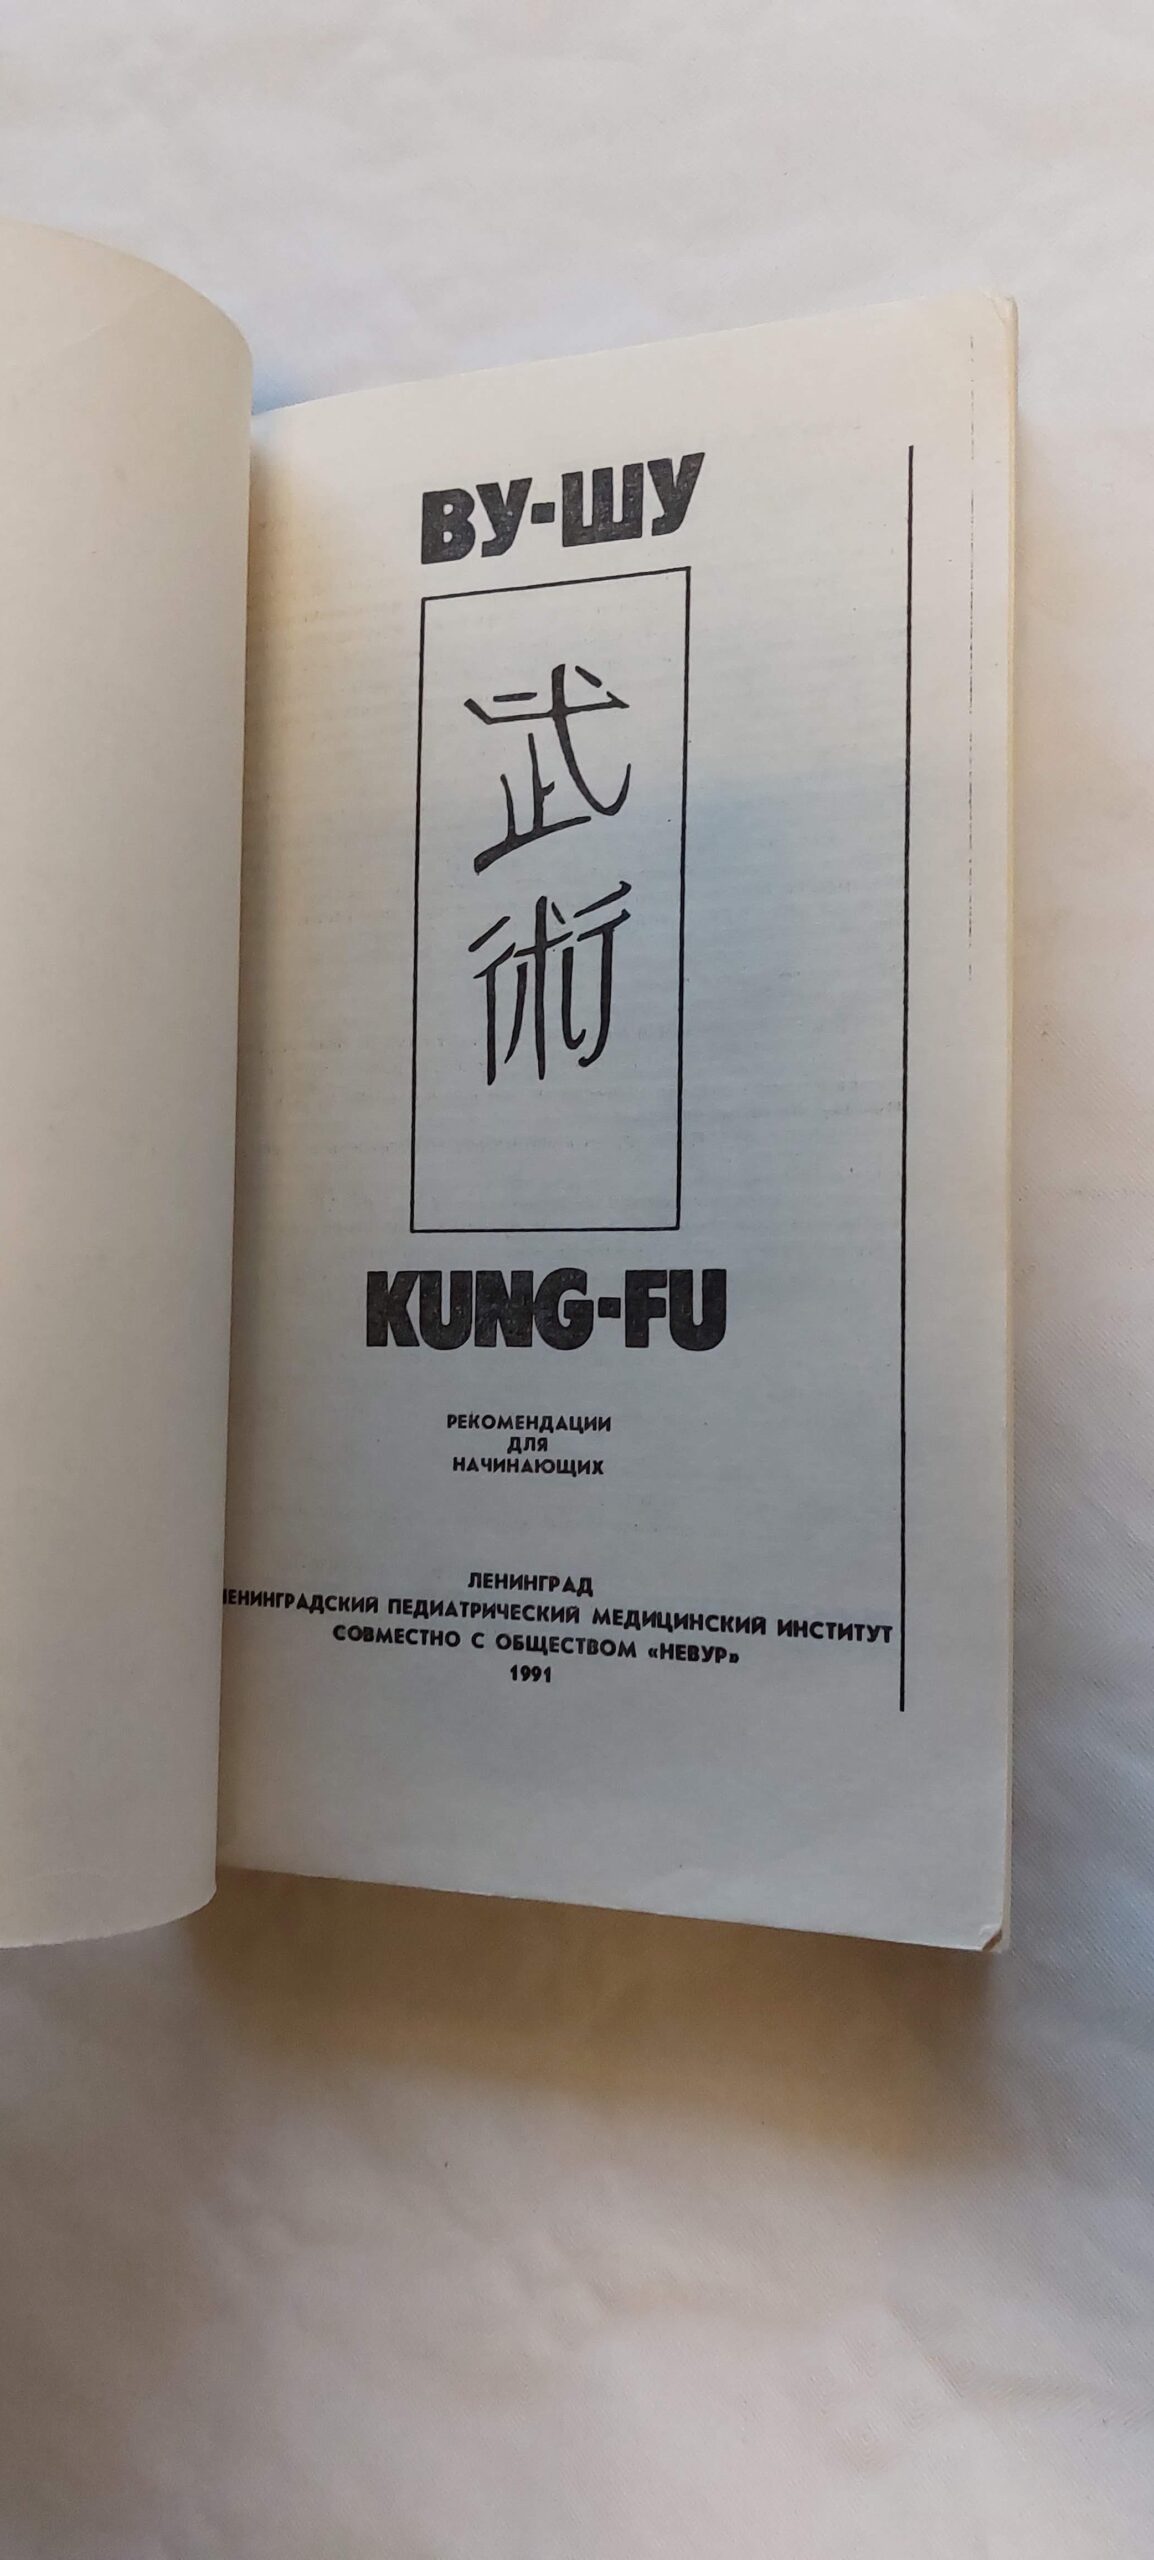 ВУ-ШУ
武
術
KUNG-FU
РЕКОМЕНДАЦИИ
ДЛЯ
НАЧИНАЮЩИХ
ЛЕНИНГРАД
ЛЕНИНГРАДСКИЙ ПЕДИАТРИЧЕСКИЙ МЕДИЦИНСКИЙ ИНСТИТУТ
СОВМЕСТНО С ОБЩЕСТВОМ «НЕВУР»
1991